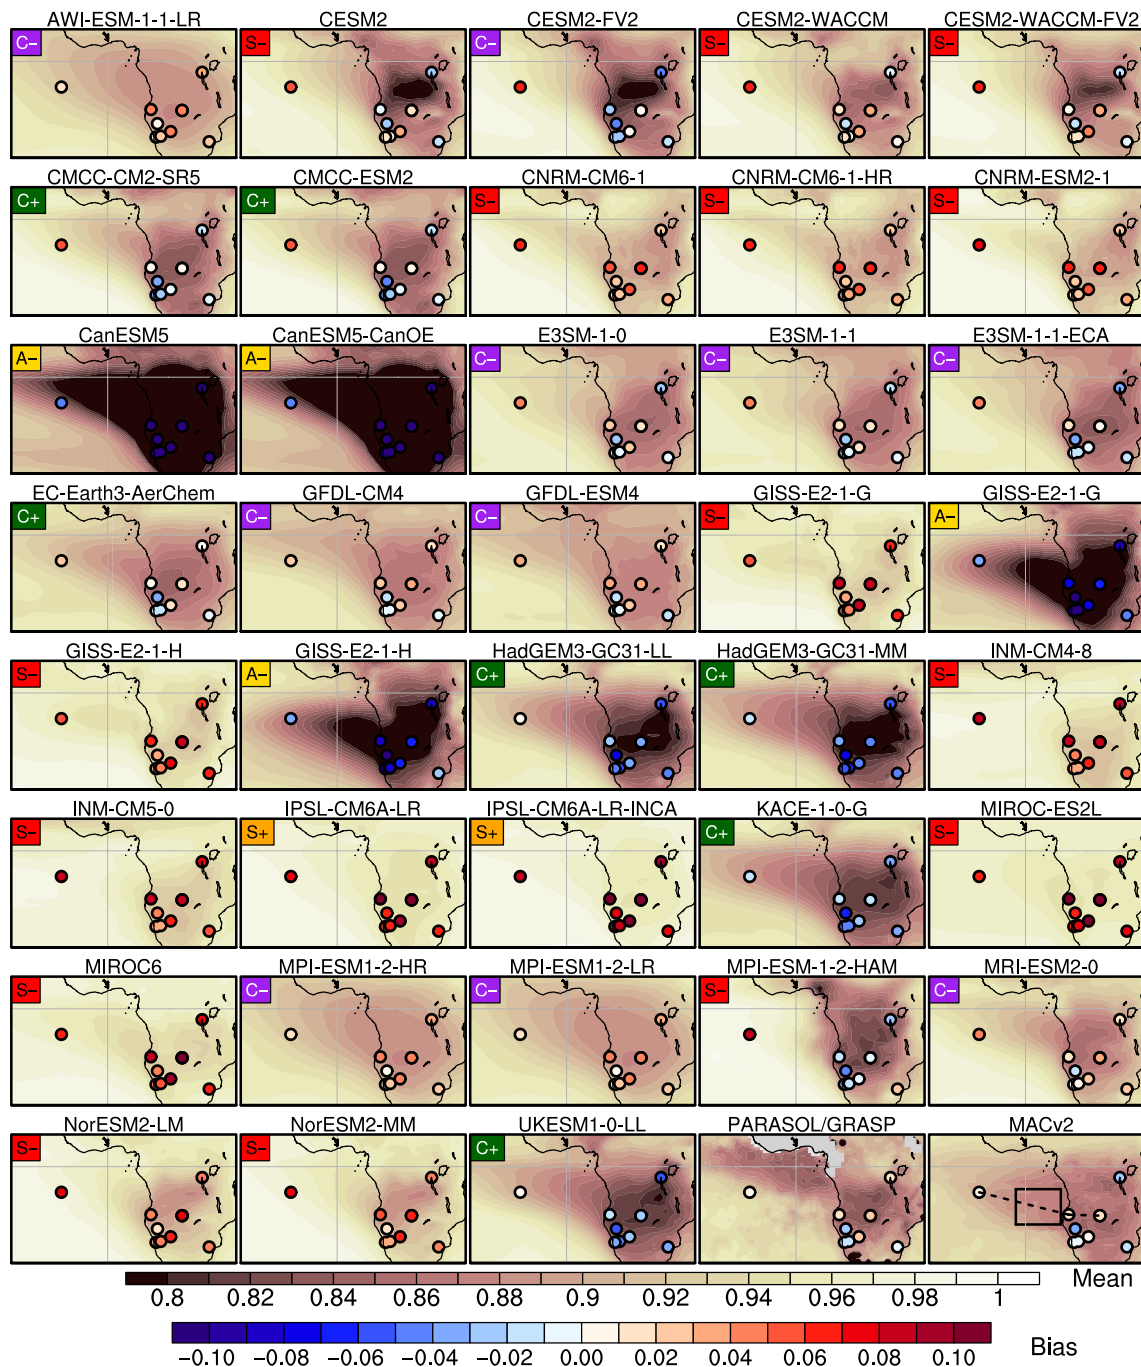 AWI-ESM-1-1-LR CESM2 CESM2-FV2 CESM2-WACCM CESM2-WACCM-FV2
C− S− C− S− S−
CMCC-CM2-SR5 CMCC-ESM2 CNRM-CM6-1 CNRM-CM6-1-HR CNRM-ESM2-1
C+ C+ S− S− S−
CanESM5 CanESM5-CanOE E3SM-1-0 E3SM-1-1 E3SM-1-1-ECA
A− A− C− C− C−
EC-Earth3-AerChem GFDL-CM4 GFDL-ESM4 GISS-E2-1-G GISS-E2-1-G
C+ C− C− S− A−
GISS-E2-1-H GISS-E2-1-H HadGEM3-GC31-LL HadGEM3-GC31-MM INM-CM4-8
S− A− C+ C+ S−
INM-CM5-0 IPSL-CM6A-LR IPSL-CM6A-LR-INCA KACE-1-0-G MIROC-ES2L
S− S+ S+ C+ S−
MIROC6 MPI-ESM1-2-HR MPI-ESM1-2-LR MPI-ESM-1-2-HAM MRI-ESM2-0
S− C− C− S− C−
NorESM2-LM NorESM2-MM UKESM1-0-LL PARASOL/GRASP MACv2
S− S− C+
0.8 0.82 0.84 0.86 0.88 0.9 0.92 0.94 0.96 0.98 1 Mean
−0.10 −0.08 −0.06 −0.04 −0.02 0.00 0.02 0.04 0.06 0.08 0.10 Bias